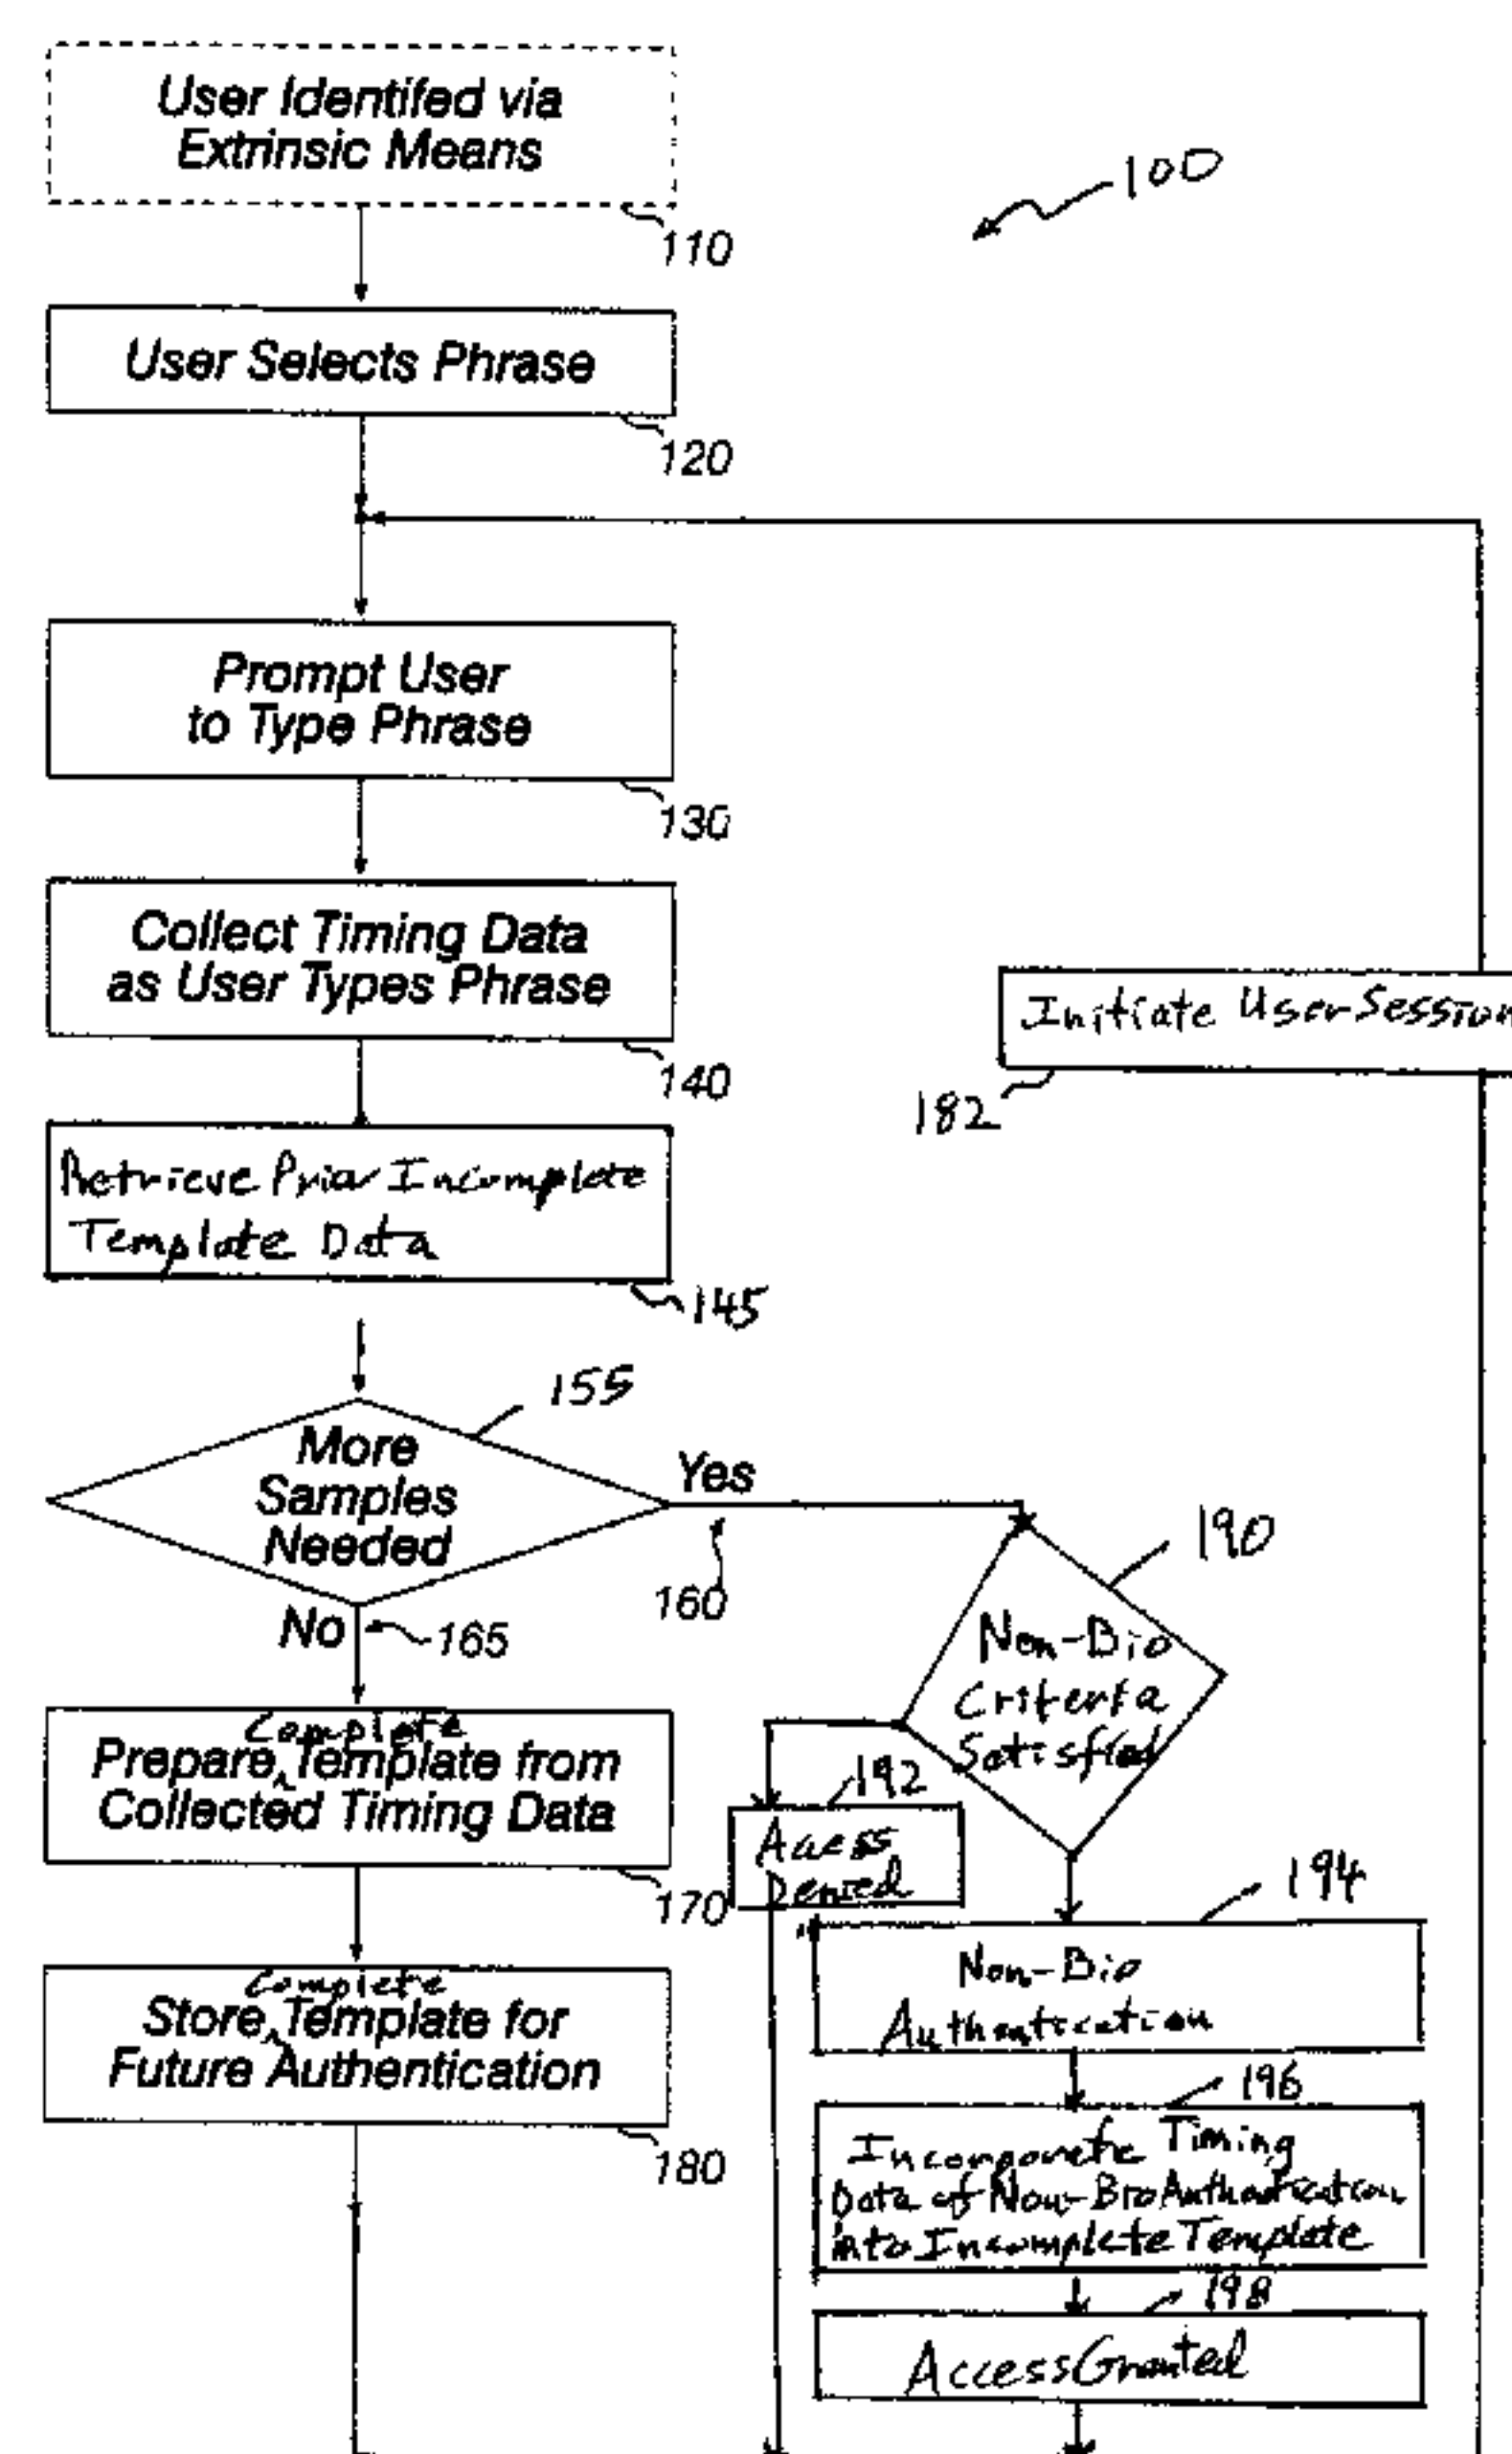 User Identifed via
Extrinsic Means
110
100
User Selects Phrase
120
Prompt User
to Type Phrase
130
Collect Timing Data
as User Types Phrase
140
Initiate User Session
182
Retrieve Prior Incomplete
Template Data
145
155
More
Samples
Needed
Yes
160
No
165
190
Non-Bio
Criteria
Satisfied
Complete
Prepare Template from
Collected Timing Data
170
192
Access
Denied
194
Non-Bio
Authentication
Complete
Store Template for
Future Authentication
180
196
Incorporate Timing
Data of Non-Bio Authentication
into Incomplete Template
198
Access Granted